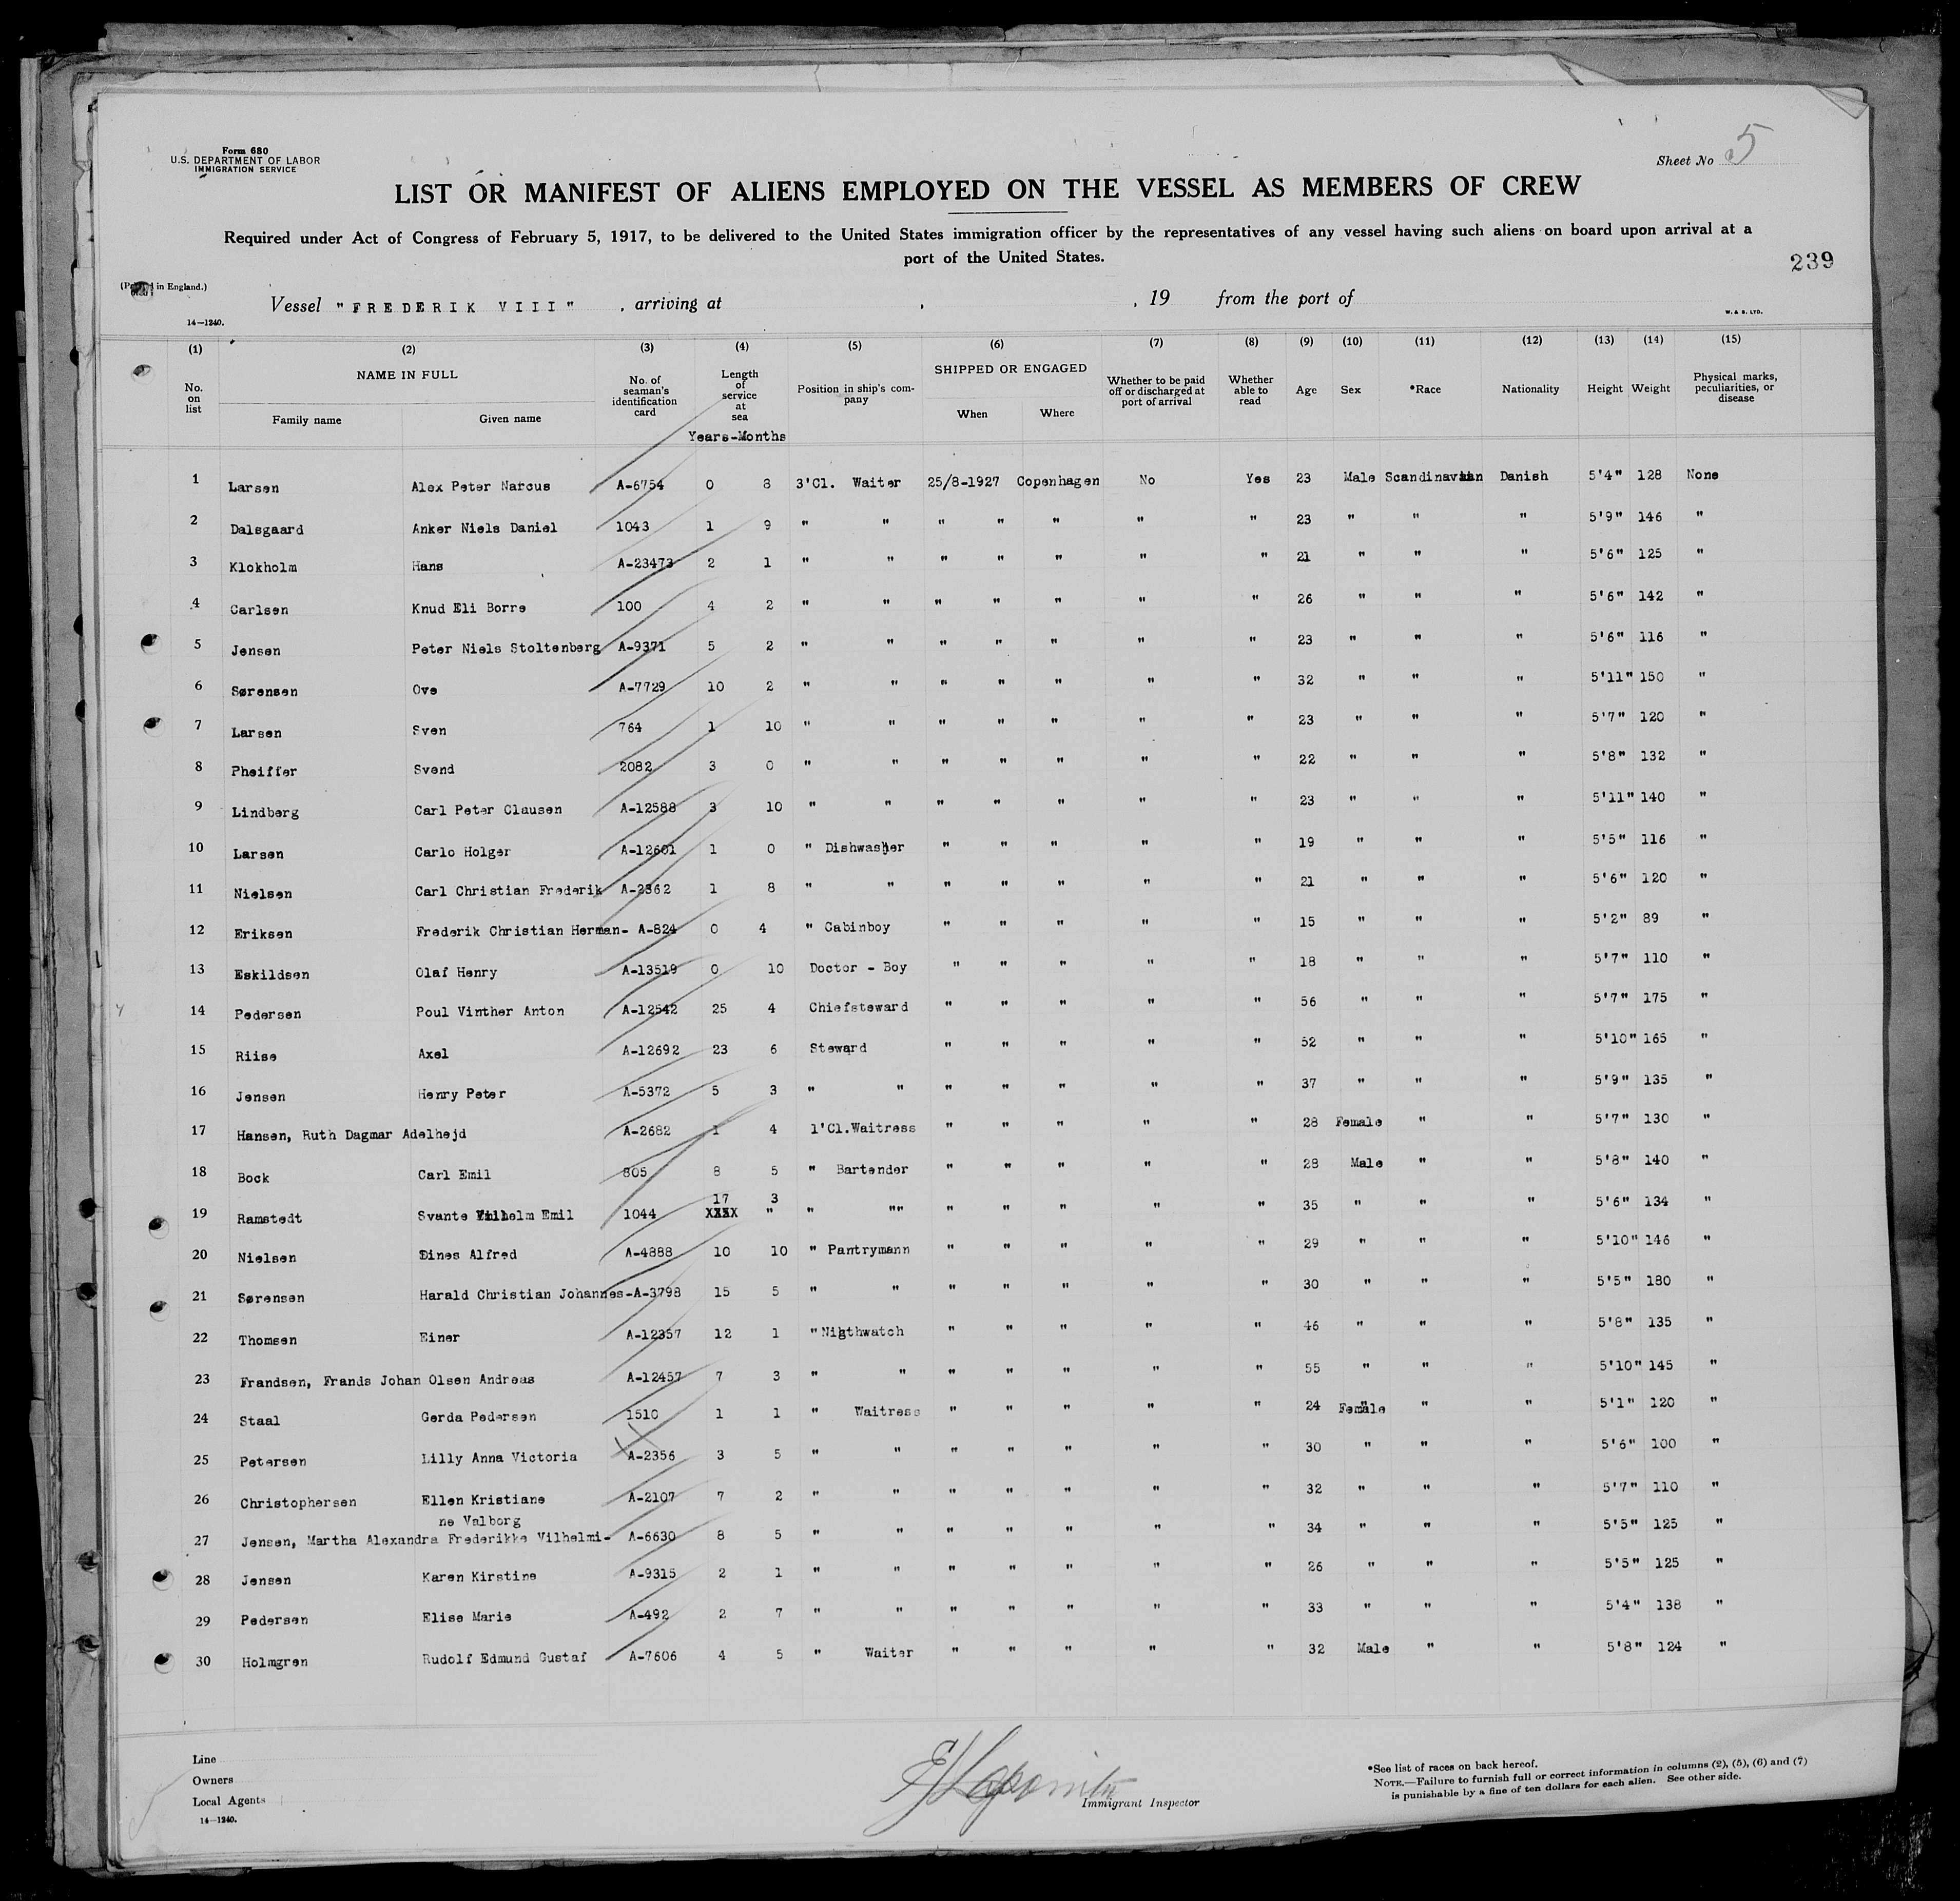 Form 680
U.S. DEPARTMENT OF LABOR
IMMIGRATION SERVICE
Sheet No 5
LIST OR MANIFEST OF ALIENS EMPLOYED ON THE VESSEL AS MEMBERS OF CREW
Required under Act of Congress of February 5, 1917, to be delivered to the United States immigration officer by the representatives of any vessel having such aliens on board upon arrival at a
port of the United States.
239
in England.)
Vessel "FREDERIK VIII" , arriving at , , 19 from the port of
14—1240.
W. & S. LTD.
(1) (2) (3) (4) (5) (6) (7) (8) (9) (10) (11) (12) (13) (14) (15)
No. on list NAME IN FULL Family name Given name No. of seaman's identification card Length of service at sea Position in ship's company SHIPPED OR ENGAGED When Where Whether to be paid off or discharged at port of arrival Whether able to read Age Sex *Race Nationality Height Weight Physical marks, peculiarities, or disease
Years-Months
1 Larsen Alex Peter Narcus A-6754 0 8 3'Cl. Waiter 25/8-1927 Copenhagen No Yes 23 Male Scandinavian Danish 5'4" 128 None
2 Dalsgaard Anker Niels Daniel 1043 1 9 " " " " " " " 23 " " " 5'9" 146 "
3 Klokholm Hans A-23473 2 1 " " " " " " " 21 " " " 5'6" 125 "
4 Carlsen Knud Eli Borre 100 4 2 " " " " " " " 26 " " " 5'6" 142 "
5 Jensen Peter Niels Stoltenberg A-9371 5 2 " " " " " " " 23 " " " 5'6" 116 "
6 Sørensen Ove A-7729 10 2 " " " " " " " 32 " " " 5'11" 150 "
7 Larsen Sven 764 1 10 " " " " " " " 23 " " " 5'7" 120 "
8 Pheiffer Svend 2082 3 0 " " " " " " " 22 " " " 5'8" 132 "
9 Lindberg Carl Peter Clausen A-12588 3 10 " " " " " " " 23 " " " 5'11" 140 "
10 Larsen Carlo Holger A-12601 1 0 " Dishwasher " " " " " 19 " " " 5'5" 116 "
11 Nielsen Carl Christian Frederik A-2362 1 8 " " " " " " " 21 " " " 5'6" 120 "
12 Eriksen Frederik Christian Herman- A-824 0 4 " Cabinboy " " " " " 15 " " " 5'2" 89 "
13 Eskildsen Olaf Henry A-13519 0 10 Doctor - Boy " " " " " 18 " " " 5'7" 110 "
14 Pedersen Poul Vinther Anton A-12542 25 4 Chiefsteward " " " " " 56 " " " 5'7" 175 "
15 Riise Axel A-12692 23 6 Steward " " " " " 52 " " " 5'10" 165 "
16 Jensen Henry Peter A-5372 5 3 " " " " " " " 37 " " " 5'9" 135 "
17 Hansen, Ruth Dagmar Adelhejd A-2682 1 4 1'Cl.Waitress " " " " " 28 Female " " 5'7" 130 "
18 Bock Carl Emil 805 8 5 " Bartender " " " " " 28 Male " " 5'8" 140 "
17 3
19 Ramstedt Svante Vilhelm Emil 1044 XXXX " " "" " " " " " 35 " " " 5'6" 134 "
20 Nielsen Dines Alfred A-4888 10 10 " Pantrymann " " " " " 29 " " " 5'10" 146 "
21 Sørensen Harald Christian Johannes-A-3798 15 5 " " " " " " " 30 " " " 5'5" 180 "
22 Thomsen Einer A-12357 12 1 "Nigthwatch " " " " " 46 " " " 5'8" 135 "
23 Frandsen, Frands Johan Olsen Andreas A-12457 7 3 " " " " " " " 55 " " " 5'10" 145 "
24 Staal Gerda Pedersen 1510 1 1 " Waitress " " " " " 24 Female " " 5'1" 120 "
25 Petersen Lilly Anna Victoria A-2356 3 5 " " " " " " " 30 " " " 5'6" 100 "
26 Christophersen Ellen Kristiane A-2107 7 2 " " " " " " " 32 " " " 5'7" 110 "
ne Valborg
27 Jensen, Martha Alexandra Frederikke Vilhelmi- A-6630 8 5 " " " " " " " 34 " " " 5'5" 125 "
28 Jensen Karen Kirstine A-9315 2 1 " " " " " " " 26 " " " 5'5" 125 "
29 Pedersen Elise Marie A-492 2 7 " " " " " " " 33 " " " 5'4" 138 "
30 Holmgren Rudolf Edmund Gustaf A-7606 4 5 " Waiter " " " " " 32 Male " " 5'8" 124 "
Line
Owners
Local Agents
14—1240.
Immigrant Inspector
*See list of races on back hereof.
NOTE.—Failure to furnish full or correct information in columns (2), (5), (6) and (7)
is punishable by a fine of ten dollars for each alien. See other side.